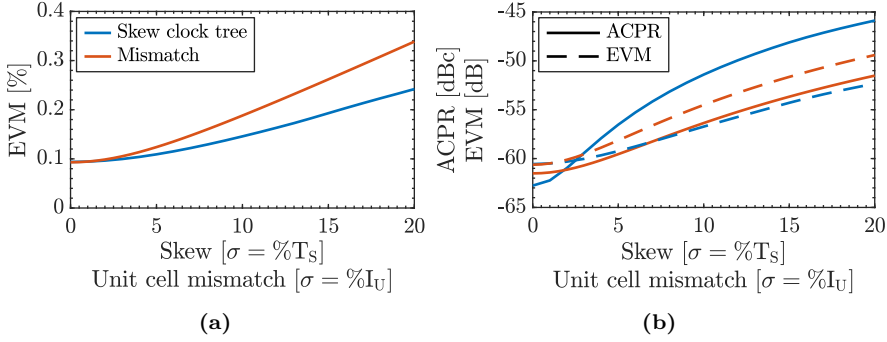 0.4
0.3
0.2
0.1
0
EVM [%]
Skew clock tree
Mismatch
0 5 10 15 20
Skew [σ = %T_S]
Unit cell mismatch [σ = %I_U]
(a)
-45
-50
-55
-60
-65
ACPR [dBc]
EVM [dB]
ACPR
EVM
0 5 10 15 20
Skew [σ = %T_S]
Unit cell mismatch [σ = %I_U]
(b)